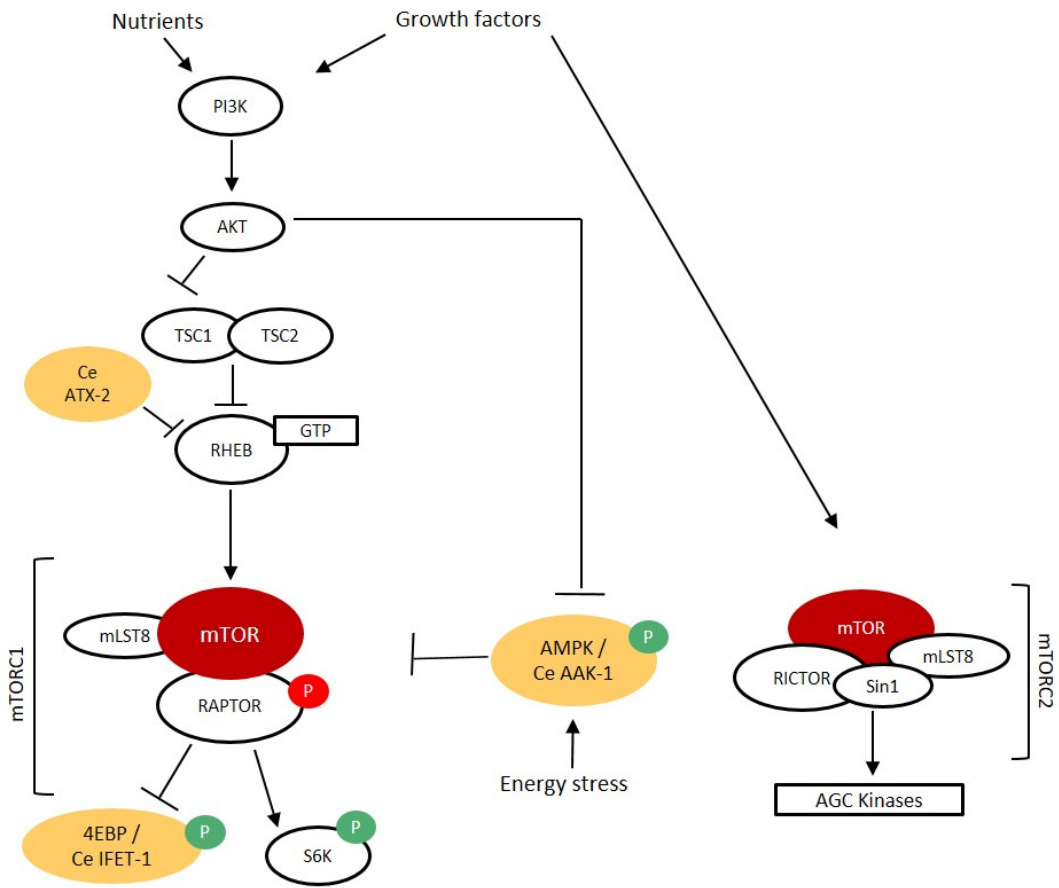 Nutrients
Growth factors
PI3K
AKT
TSC1
TSC2
Ce
ATX-2
GTP
RHEB
mTORC1
mLST8
mTOR
RAPTOR
P
4EBP /
Ce IFET-1
P
S6K
P
AMPK /
Ce AAK-1
P
Energy stress
mTOR
mLST8
RICTOR
Sin1
mTORC2
AGC Kinases